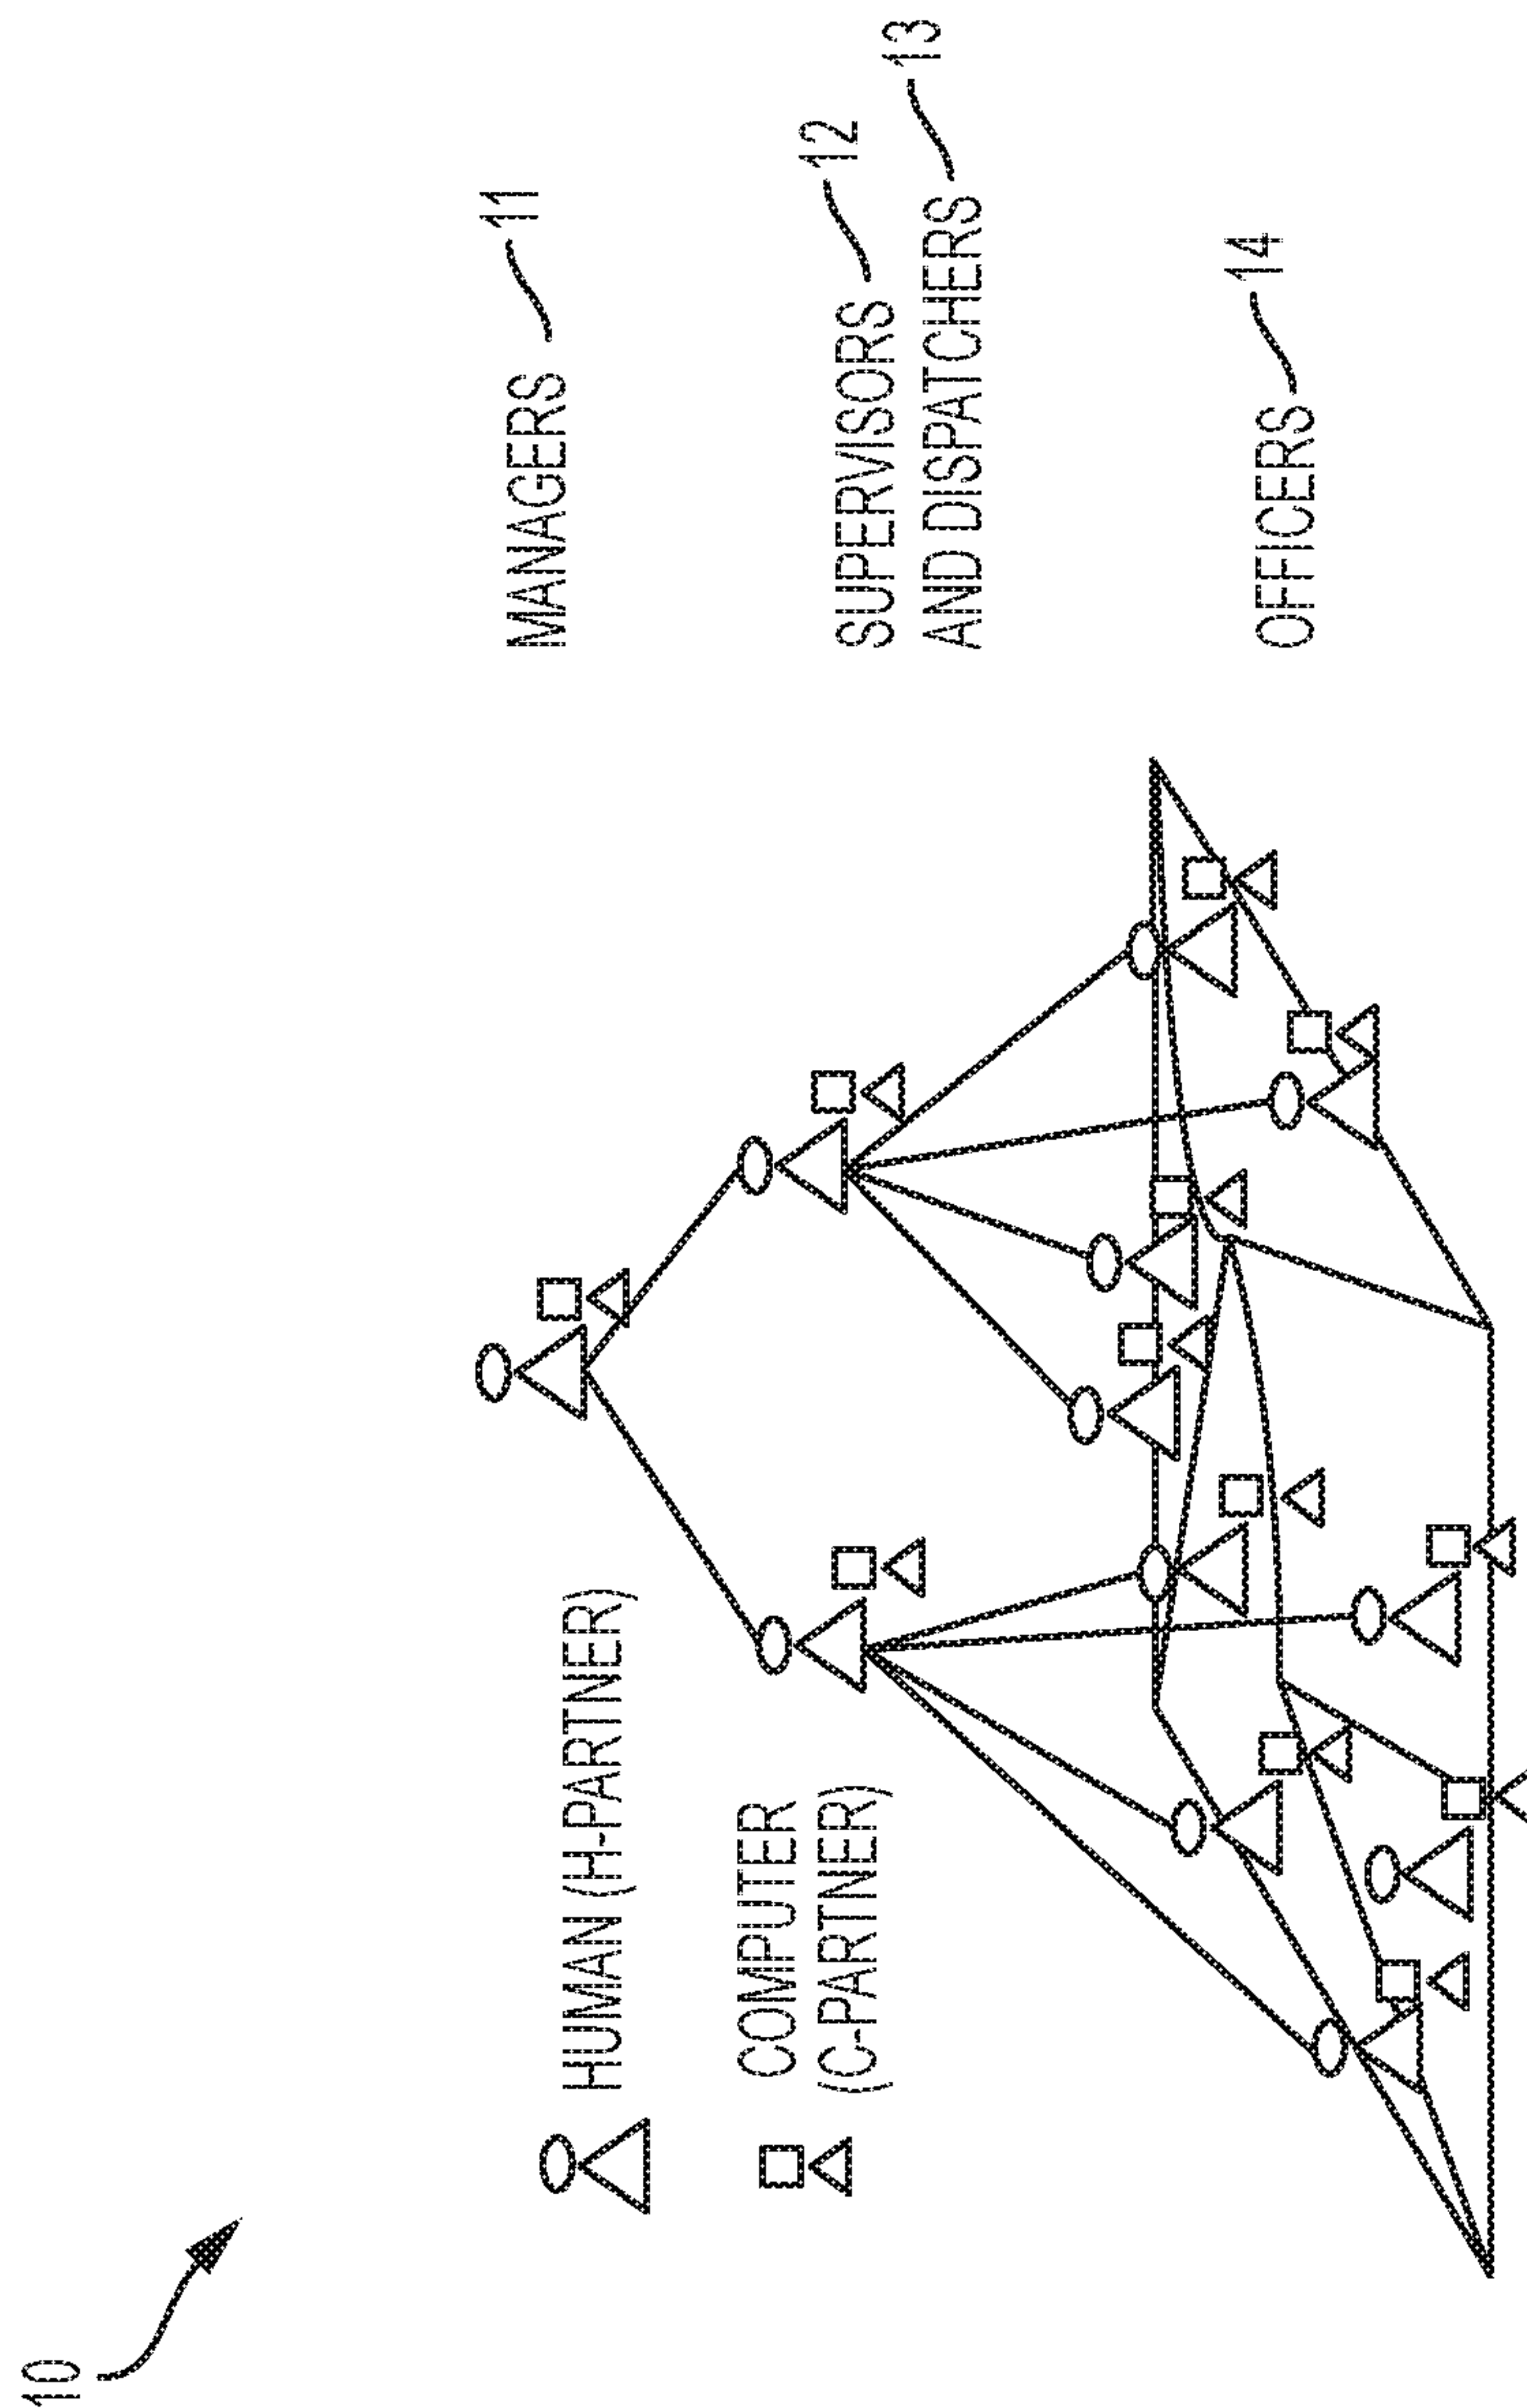 10
HUMAN (H-PARTNER)
COMPUTER
(C-PARTNER)
MANAGERS 11
SUPERVISORS 12
AND DISPATCHERS 13
OFFICERS 14